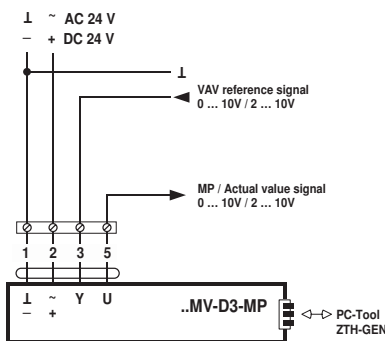 ⊥ ~ AC 24 V
– + DC 24 V
⊥
VAV reference signal
0 ... 10V / 2 ... 10V
MP / Actual value signal
0 ... 10V / 2 ... 10V
1 2 3 5
⊥ ~ Y U
– +
..MV-D3-MP
PC-Tool
ZTH-GEN